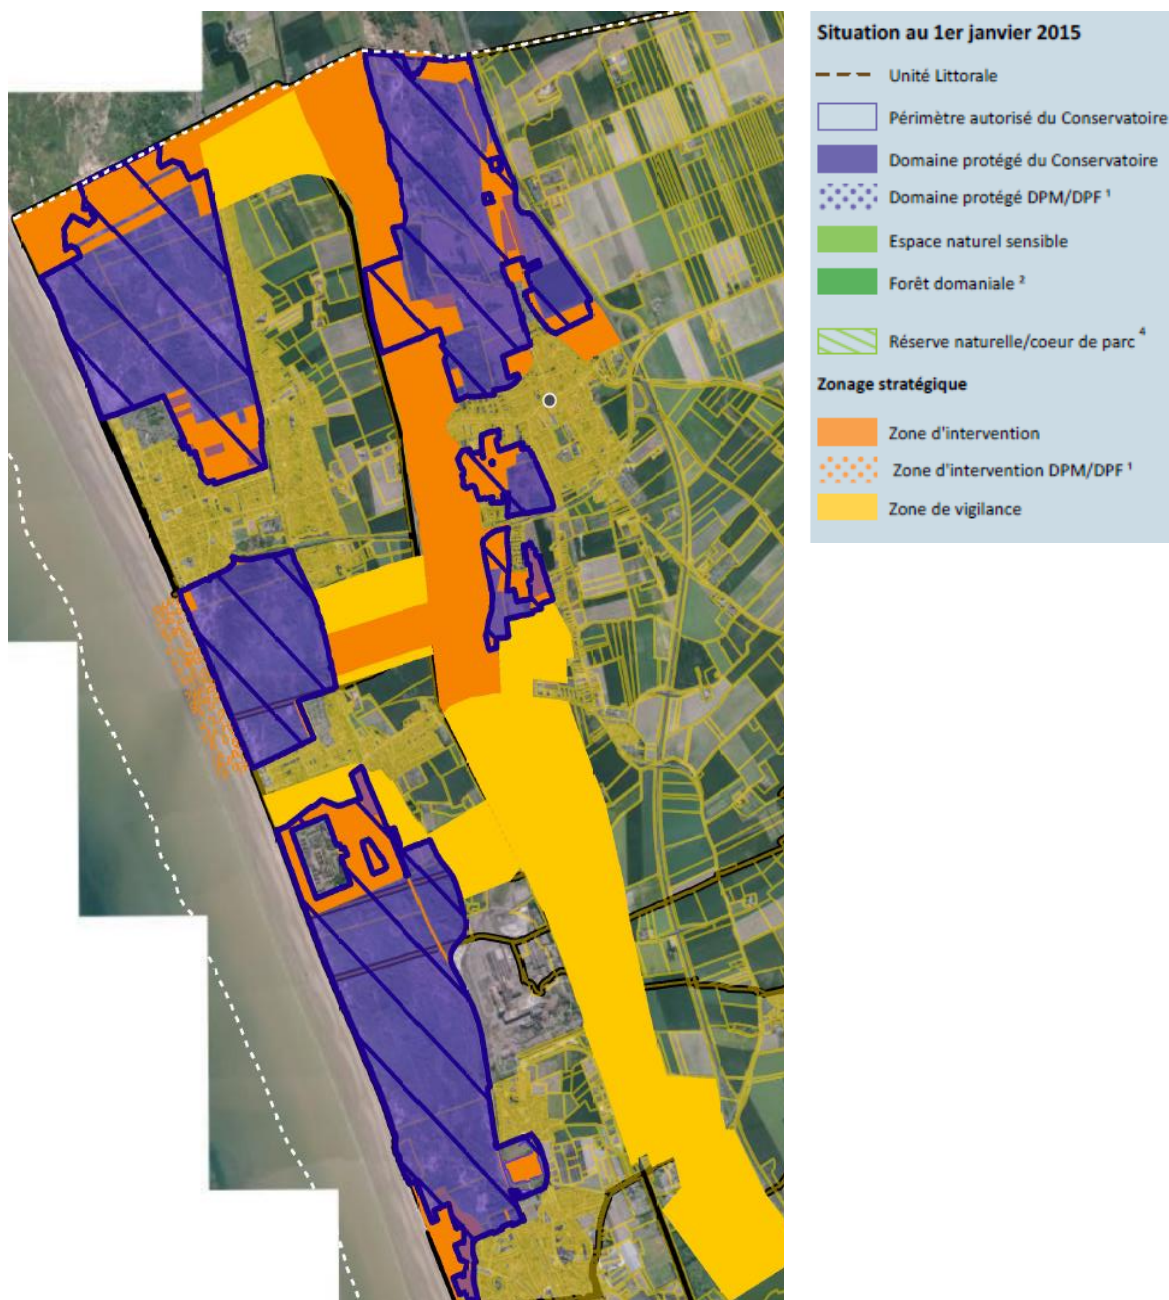 Situation au 1er janvier 2015
Unité Littorale
Périmètre autorisé du Conservatoire
Domaine protégé du Conservatoire
Domaine protégé DPM/DPF ¹
Espace naturel sensible
Forêt domaniale ²
Réserve naturelle/coeur de parc ⁴
Zonage stratégique
Zone d'intervention
Zone d'intervention DPM/DPF ¹
Zone de vigilance